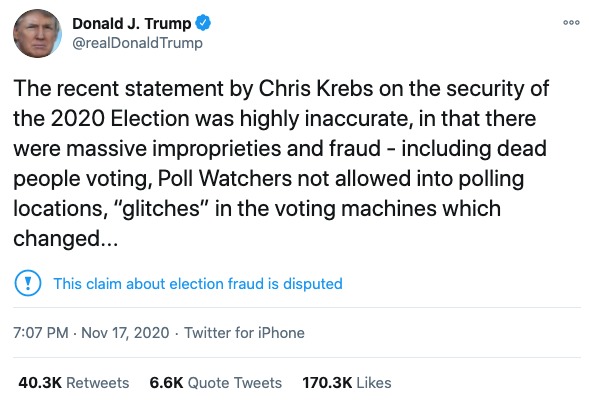 Donald J. Trump
@realDonaldTrump
The recent statement by Chris Krebs on the security of
the 2020 Election was highly inaccurate, in that there
were massive improprieties and fraud - including dead
people voting, Poll Watchers not allowed into polling
locations, “glitches” in the voting machines which
changed...
This claim about election fraud is disputed
7:07 PM · Nov 17, 2020 · Twitter for iPhone
40.3K Retweets 6.6K Quote Tweets 170.3K Likes